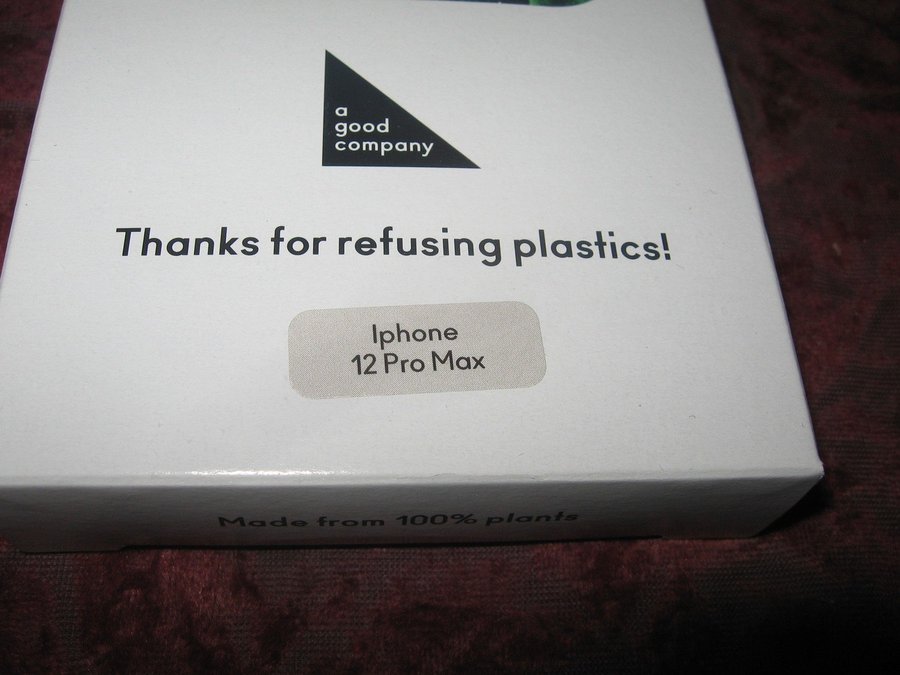 a
good
company
Thanks for refusing plastics!
Iphone
12 Pro Max
Made from 100% plants